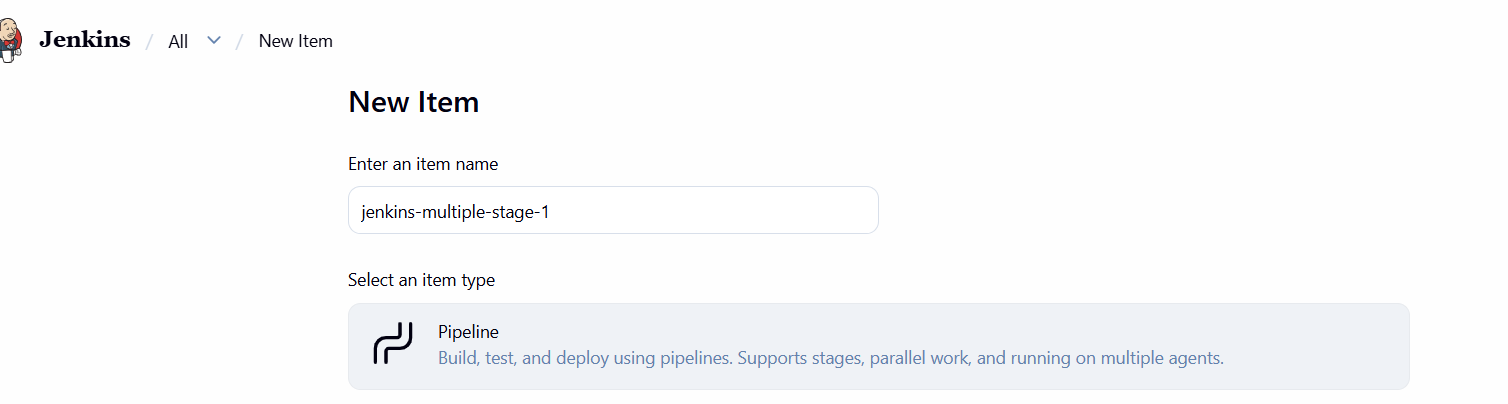 Jenkins / All / New Item
New Item
Enter an item name
jenkins-multiple-stage-1
Select an item type
Pipeline
Build, test, and deploy using pipelines. Supports stages, parallel work, and running on multiple agents.